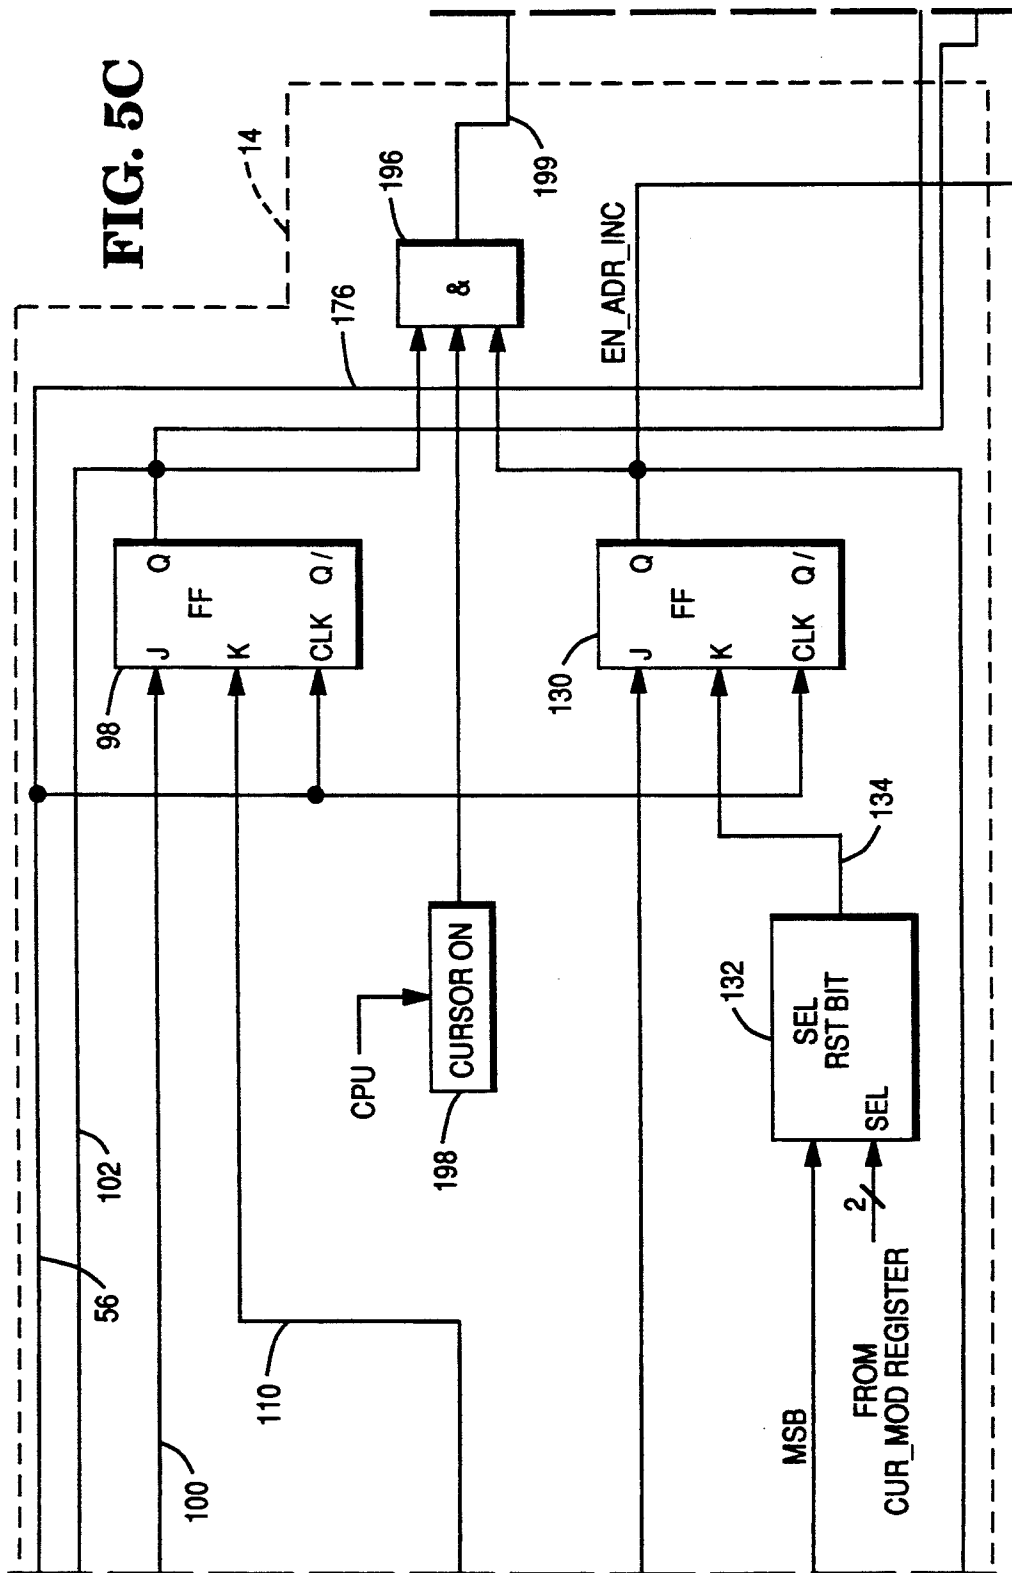 FIG. 5C
14
56
102
176
98
J
K
CLK
FF
Q
Q/
196
&
199
100
110
CPU
CURSOR ON
198
EN_ADR_INC
130
J
K
CLK
FF
Q
Q/
MSB
132
SEL
RST BIT
SEL
134
2
FROM
CUR_MOD REGISTER